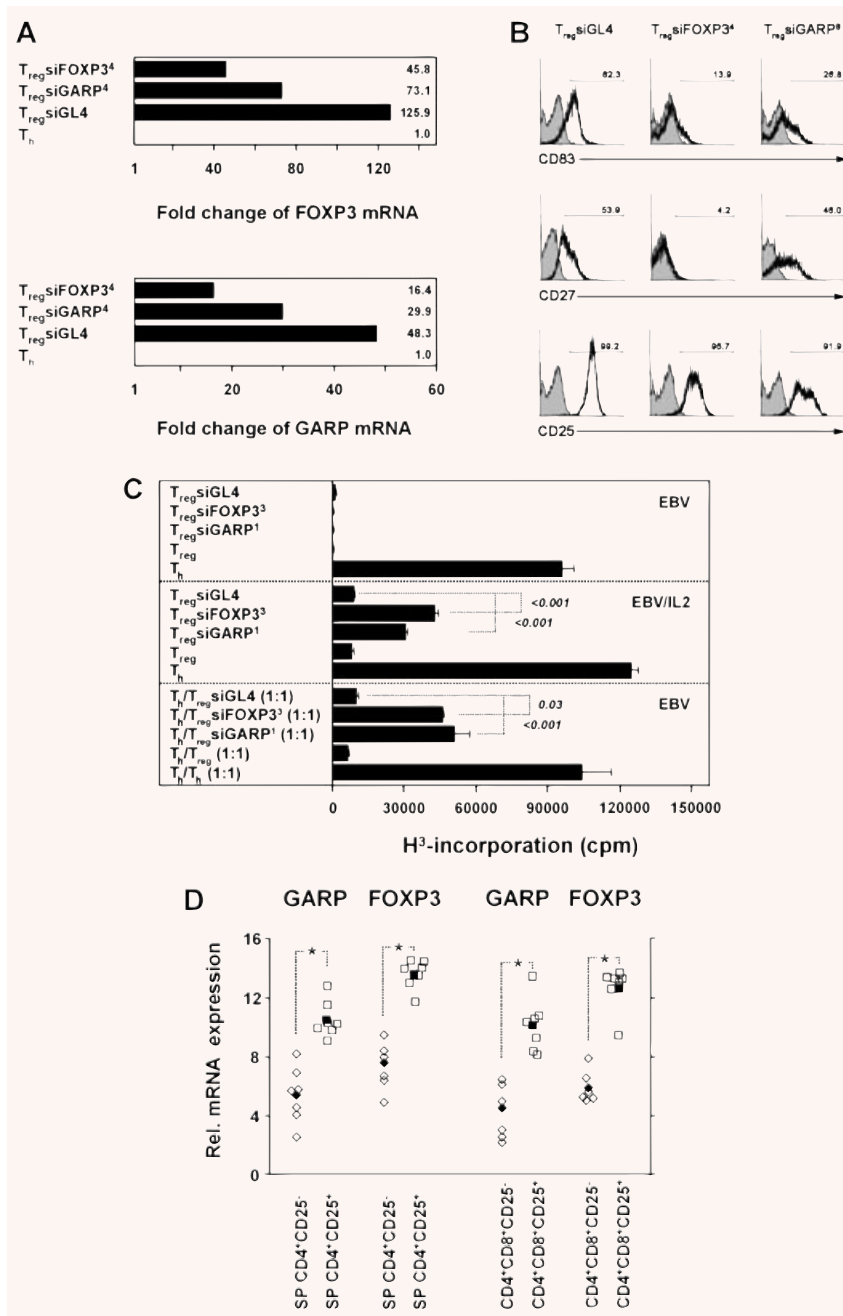 A
TregsiFOXP3⁴ 45.8
TregsiGARP⁴ 73.1
TregsiGL4 125.9
Th 1.0
1 40 80 120
Fold change of FOXP3 mRNA
TregsiFOXP3⁴ 16.4
TregsiGARP⁴ 29.9
TregsiGL4 48.3
Th 1.0
1 20 40 60
Fold change of GARP mRNA
B
TregsiGL4 TregsiFOXP3⁴ TregsiGARP⁸
62.3 13.9 26.8
CD83
53.9 4.2 46.0
CD27
99.2 96.7 91.9
CD25
C
TregsiGL4 EBV
TregsiFOXP3³
TregsiGARP¹
Treg
Th
TregsiGL4 <0.001 EBV/IL2
TregsiFOXP3³ <0.001
TregsiGARP¹
Treg
Th
Th/TregsiGL4 (1:1) 0.03 EBV
Th/TregsiFOXP3³ (1:1) <0.001
Th/TregsiGARP¹ (1:1)
Th/Treg (1:1)
Th/Th (1:1)
0 30000 60000 90000 120000 150000
H³-incorporation (cpm)
D
GARP FOXP3 GARP FOXP3
16
12
8
4
0
Rel. mRNA expression
* * * *
SP CD4⁺CD25⁻
SP CD4⁺CD25⁺
SP CD4⁺CD25⁻
SP CD4⁺CD25⁺
CD4⁺CD8⁺CD25⁻
CD4⁺CD8⁺CD25⁺
CD4⁺CD8⁺CD25⁻
CD4⁺CD8⁺CD25⁺